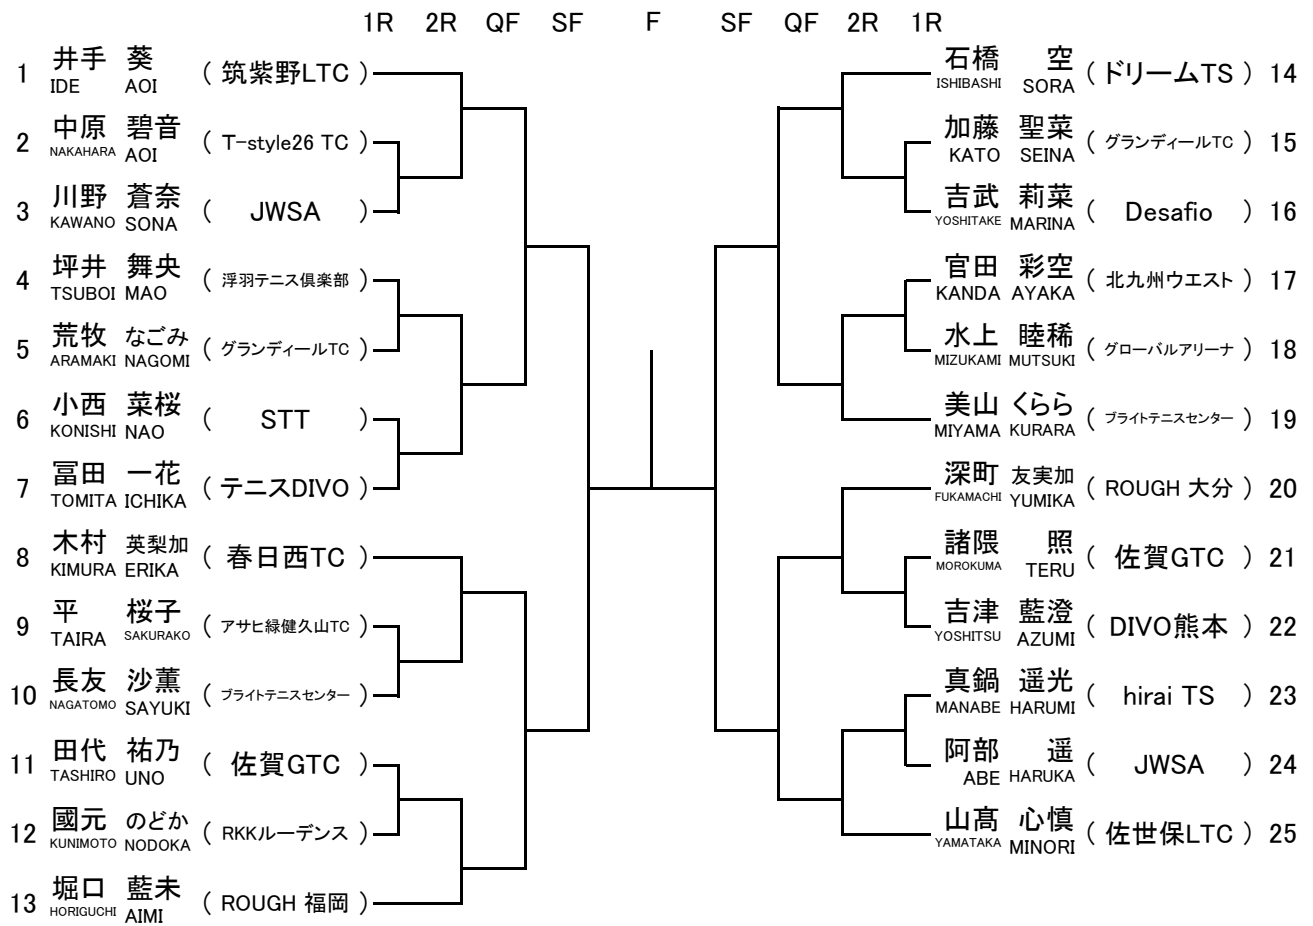 1R 2R QF SF F SF QF 2R 1R
1 井手 葵 ( 筑紫野LTC )
IDE AOI
2 中原 碧音 ( T-style26 TC )
NAKAHARA AOI
3 川野 蒼奈 ( JWSA )
KAWANO SONA
4 坪井 舞央 ( 浮羽テニス倶楽部 )
TSUBOI MAO
5 荒牧 なごみ ( グランディールTC )
ARAMAKI NAGOMI
6 小西 菜桜 ( STT )
KONISHI NAO
7 冨田 一花 ( テニスDIVO )
TOMITA ICHIKA
8 木村 英梨加 ( 春日西TC )
KIMURA ERIKA
9 平 桜子 ( アサヒ緑健久山TC )
TAIRA SAKURAKO
10 長友 沙薫 ( ブライトテニスセンター )
NAGATOMO SAYUKI
11 田代 祐乃 ( 佐賀GTC )
TASHIRO UNO
12 國元 のどか ( RKKルーデンス )
KUNIMOTO NODOKA
13 堀口 藍未 ( ROUGH 福岡 )
HORIGUCHI AIMI
石橋 空 ( ドリームTS ) 14
ISHIBASHI SORA
加藤 聖菜 ( グランディールTC ) 15
KATO SEINA
吉武 莉菜 ( Desafio ) 16
YOSHITAKE MARINA
官田 彩空 ( 北九州ウエスト ) 17
KANDA AYAKA
水上 睦稀 ( グローバルアリーナ ) 18
MIZUKAMI MUTSUKI
美山 くらら ( ブライトテニスセンター ) 19
MIYAMA KURARA
深町 友実加 ( ROUGH 大分 ) 20
FUKAMACHI YUMIKA
諸隈 照 ( 佐賀GTC ) 21
MOROKUMA TERU
吉津 藍澄 ( DIVO熊本 ) 22
YOSHITSU AZUMI
真鍋 遥光 ( hirai TS ) 23
MANABE HARUMI
阿部 遥 ( JWSA ) 24
ABE HARUKA
山髙 心慎 ( 佐世保LTC ) 25
YAMATAKA MINORI